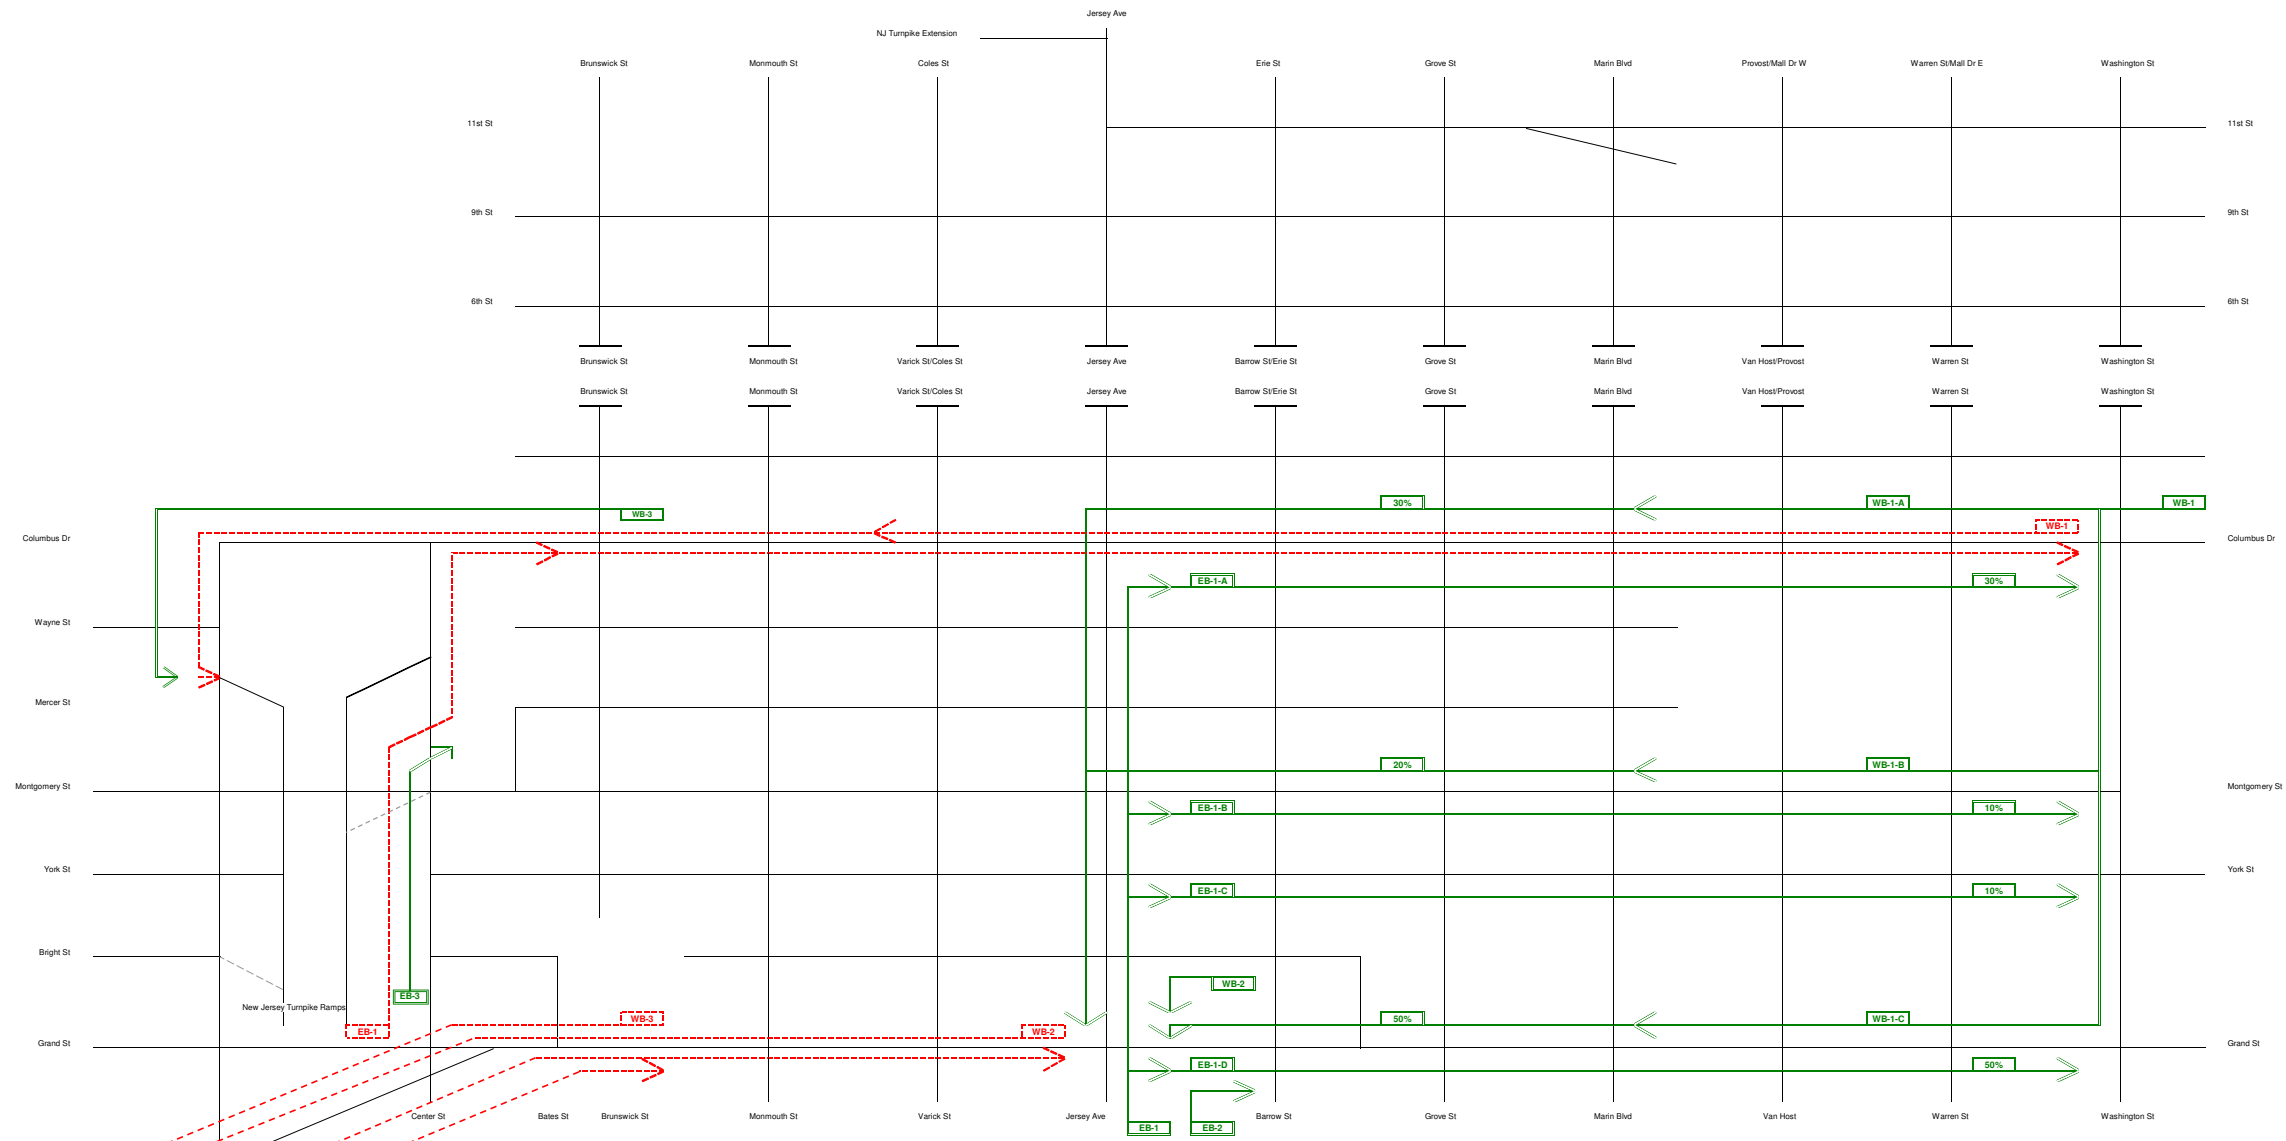 Jersey Ave
NJ Turnpike Extension
Brunswick St Monmouth St Coles St Erie St Grove St Marin Blvd Provost/Mall Dr W Warren St/Mall Dr E Washington St
11st St 11st St
9th St 9th St
6th St 6th St
Brunswick St Monmouth St Varick St/Coles St Jersey Ave Barrow St/Erie St Grove St Marin Blvd Van Host/Provost Warren St Washington St
Brunswick St Monmouth St Varick St/Coles St Jersey Ave Barrow St/Erie St Grove St Marin Blvd Van Host/Provost Warren St Washington St
30% WB-1-A WB-1
WB-3
WB-1
Columbus Dr Columbus Dr
EB-1-A 30%
Wayne St
Mercer St
20% WB-1-B
Montgomery St Montgomery St
EB-1-B 10%
York St York St
EB-1-C 10%
Bright St
WB-2
EB-3
New Jersey Turnpike Ramps
WB-3 50% WB-1-C
EB-1 WB-2
Grand St Grand St
EB-1-D 50%
Center St Bates St Brunswick St Monmouth St Varick St Jersey Ave Barrow St Grove St Marin Blvd Van Host Warren St Washington St
EB-1 EB-2